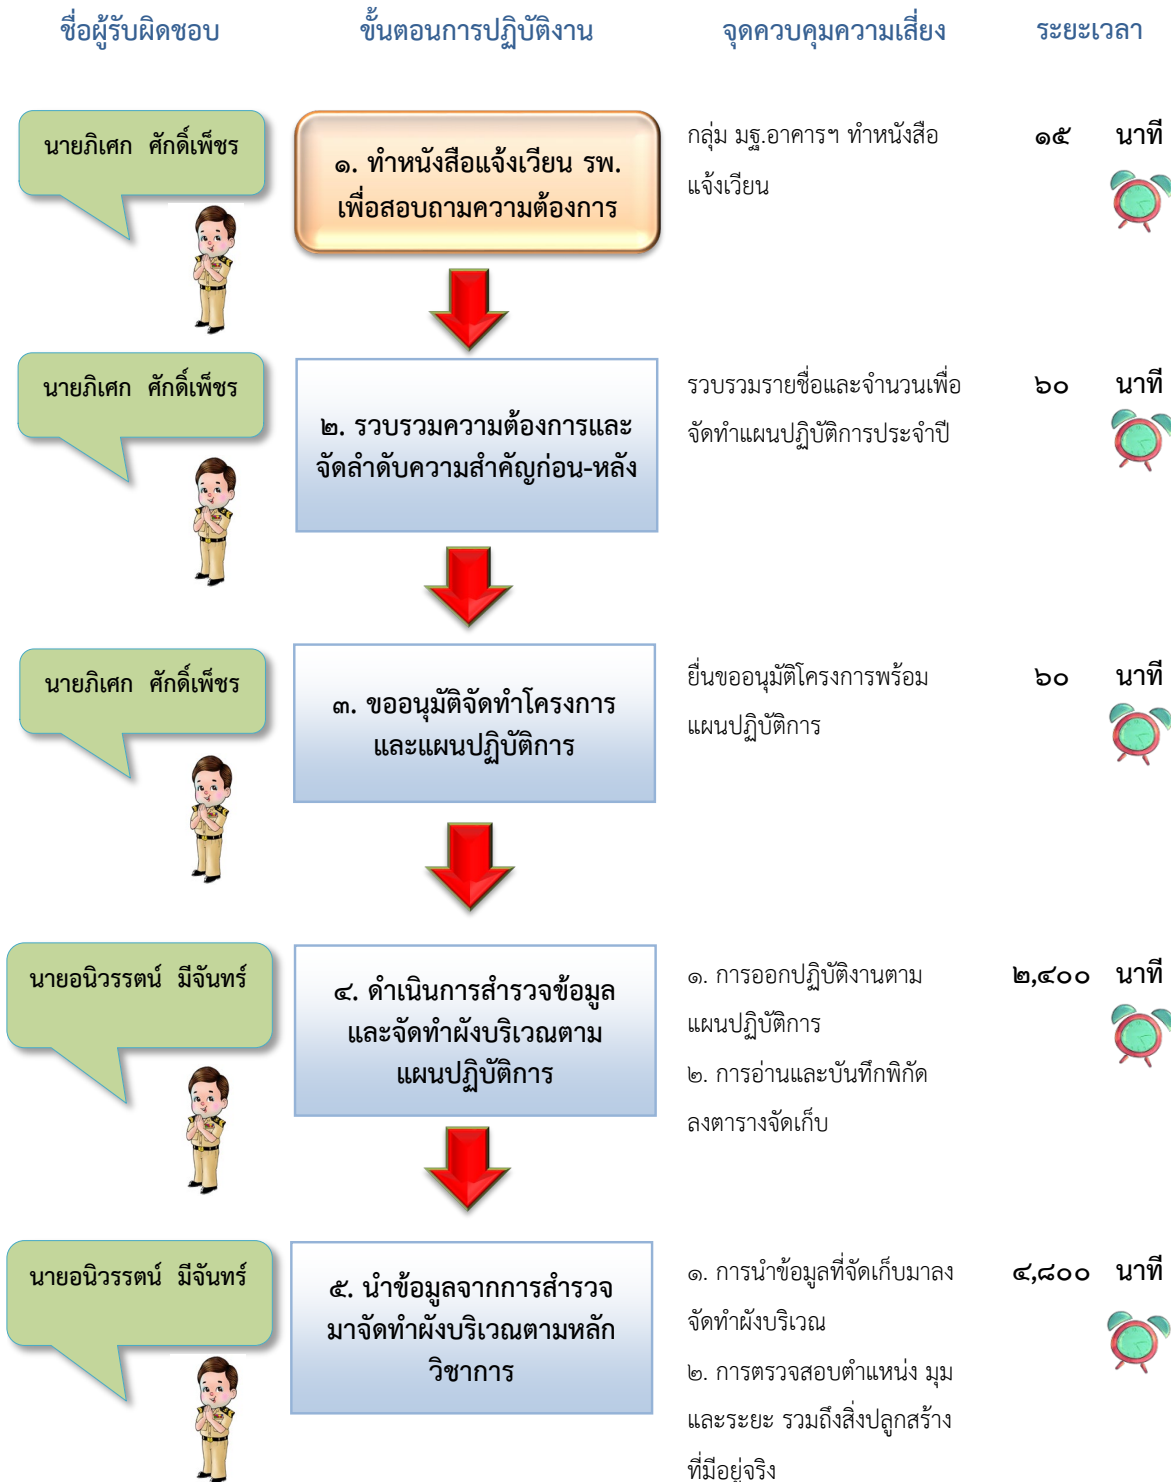 ชื่อผู้รับผิดชอบ ขั้นตอนการปฏิบัติงาน จุดควบคุมความเสี่ยง ระยะเวลา
นายภิเศก ศักดิ์เพ็ชร
๑. ทำหนังสือแจ้งเวียน รพ.
เพื่อสอบถามความต้องการ
กลุ่ม มฐ.อาคารฯ ทำหนังสือ
แจ้งเวียน
๑๕ นาที
นายภิเศก ศักดิ์เพ็ชร
๒. รวบรวมความต้องการและ
จัดลำดับความสำคัญก่อน-หลัง
รวบรวมรายชื่อและจำนวนเพื่อ
จัดทำแผนปฏิบัติการประจำปี
๖๐ นาที
นายภิเศก ศักดิ์เพ็ชร
๓. ขออนุมัติจัดทำโครงการ
และแผนปฏิบัติการ
ยื่นขออนุมัติโครงการพร้อม
แผนปฏิบัติการ
๖๐ นาที
นายอนิวรรตน์ มีจันทร์
๔. ดำเนินการสำรวจข้อมูล
และจัดทำผังบริเวณตาม
แผนปฏิบัติการ
๑. การออกปฏิบัติงานตาม
แผนปฏิบัติการ
๒. การอ่านและบันทึกพิกัด
ลงตารางจัดเก็บ
๒,๔๐๐ นาที
นายอนิวรรตน์ มีจันทร์
๕. นำข้อมูลจากการสำรวจ
มาจัดทำผังบริเวณตามหลัก
วิชาการ
๑. การนำข้อมูลที่จัดเก็บมาลง
จัดทำผังบริเวณ
๒. การตรวจสอบตำแหน่ง มุม
และระยะ รวมถึงสิ่งปลูกสร้าง
ที่มีอยู่จริง
๔,๘๐๐ นาที